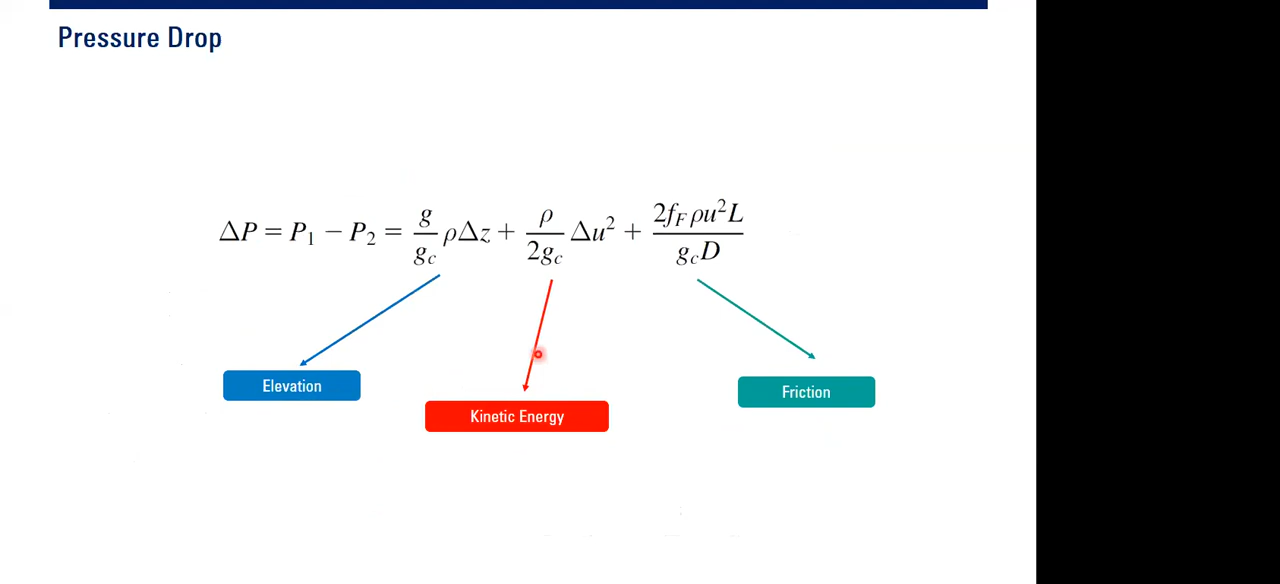 Pressure Drop
ΔP = P₁ − P₂ = g/g_c ρΔz + ρ/2g_c Δu² + 2f_F ρu²L/g_c D
Elevation
Kinetic Energy
Friction